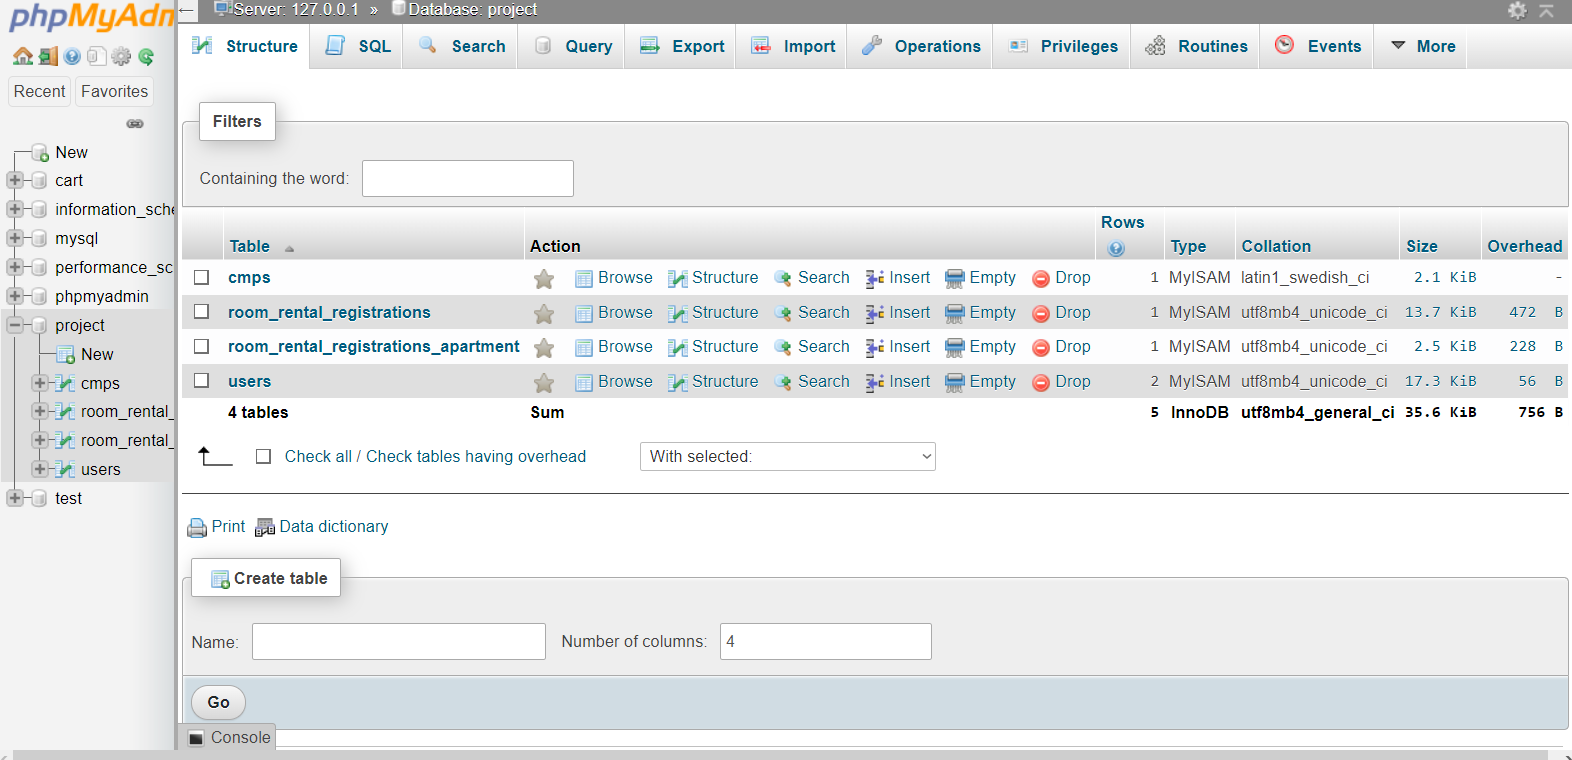 phpMyAdm
Server: 127.0.0.1 » Database: project
Structure SQL Search Query Export Import Operations Privileges Routines Events More
Recent Favorites
New
cart
information_sche
mysql
performance_sc
phpmyadmin
project
New
cmps
room_rental_
room_rental_
users
test
Filters
Containing the word:
Table Action Rows Type Collation Size Overhead
cmps Browse Structure Search Insert Empty Drop 1 MyISAM latin1_swedish_ci 2.1 KiB -
room_rental_registrations Browse Structure Search Insert Empty Drop 1 MyISAM utf8mb4_unicode_ci 13.7 KiB 472 B
room_rental_registrations_apartment Browse Structure Search Insert Empty Drop 1 MyISAM utf8mb4_unicode_ci 2.5 KiB 228 B
users Browse Structure Search Insert Empty Drop 2 MyISAM utf8mb4_unicode_ci 17.3 KiB 56 B
4 tables Sum 5 InnoDB utf8mb4_general_ci 35.6 KiB 756 B
Check all / Check tables having overhead With selected:
Print Data dictionary
Create table
Name: Number of columns: 4
Go
Console